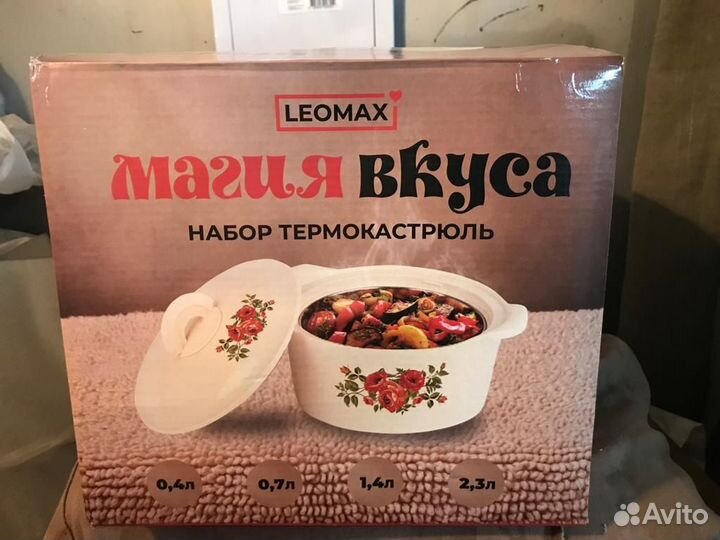 LEOMAX
Магия вкуса
НАБОР ТЕРМОКАСТРЮЛЬ
0,4л 0,7л 1,4л 2,3л
Avito